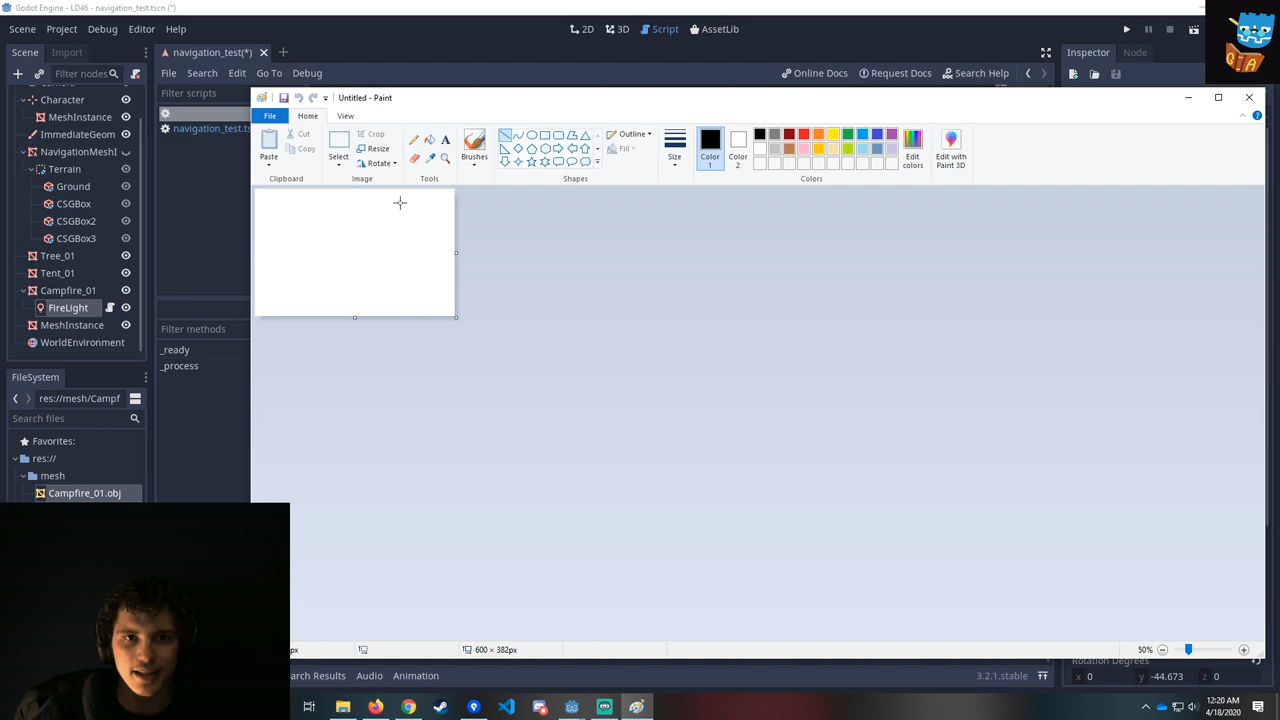 Godot Engine - LD46 - navigation_test.tscn (*)
Scene Project Debug Editor Help
2D 3D Script AssetLib
Scene Import
navigation_test(*)
Inspector Node
Filter nodes
File Search Edit Go To Debug
Online Docs Request Docs Search Help
Filter scripts
navigation_test.ts
Character
MeshInstance
ImmediateGeom
NavigationMeshI
Terrain
Ground
CSGBox
CSGBox2
CSGBox3
Tree_01
Tent_01
Campfire_01
FireLight
MeshInstance
WorldEnvironment
Filter methods
_ready
_process
FileSystem
res://mesh/Campf
Search files
Favorites:
res://
mesh
Campfire_01.obj
Untitled - Paint
File Home View
Paste
Cut
Copy
Clipboard
Select
Crop
Resize
Rotate
Image
Tools
Brushes
Shapes
Outline
Fill
Size
Color 1
Color 2
Colors
Edit colors
Edit with Paint 3D
px
600 × 382px
50%
Rotation Degrees
x 0 y -44.673 z 0
arch Results Audio Animation
3.2.1.stable
12:20 AM
4/18/2020
Q A